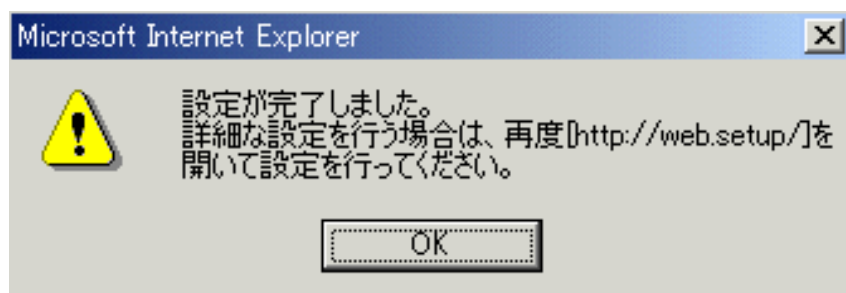 Microsoft Internet Explorer
設定が完了しました。
詳細な設定を行う場合は、再度[http://web.setup/]を
開いて設定を行ってください。
OK